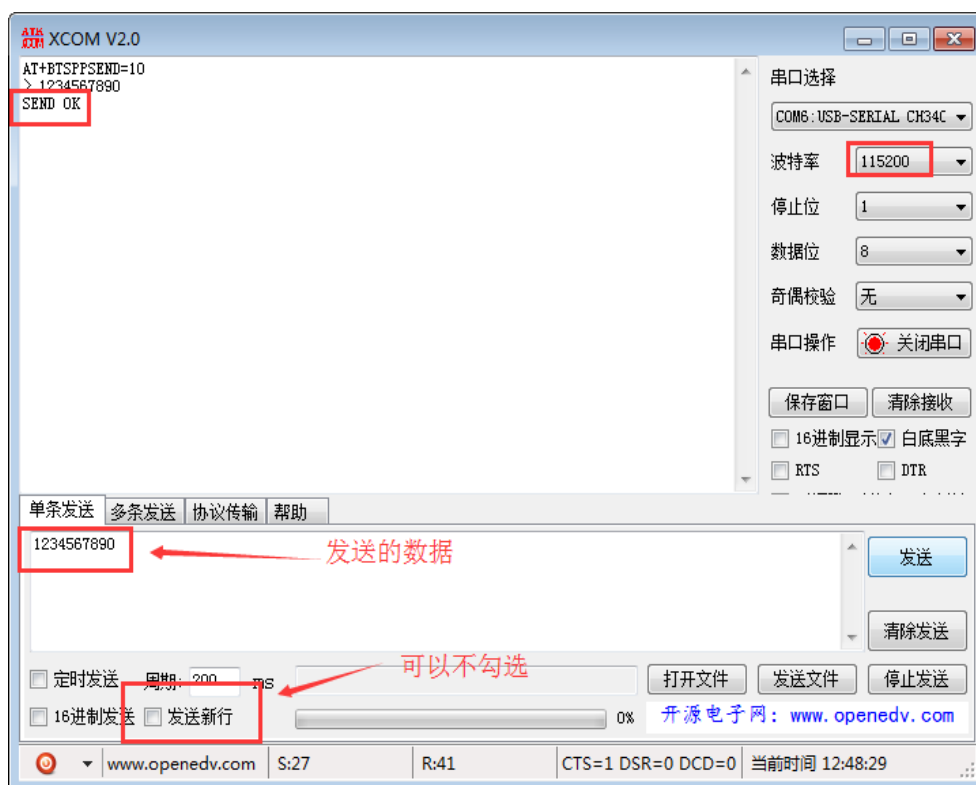 XCOM V2.0
AT+BTSPPSEND=10
> 1234567890
SEND OK
串口选择
COM6:USB-SERIAL CH34C
波特率 115200
停止位 1
数据位 8
奇偶校验 无
串口操作 关闭串口
保存窗口 清除接收
16进制显示 白底黑字
RTS DTR
单条发送 多条发送 协议传输 帮助
1234567890
发送的数据
发送
清除发送
可以不勾选
定时发送 周期: 200 ms 打开文件 发送文件 停止发送
16进制发送 发送新行 0% 开源电子网: www.openedv.com
www.openedv.com S:27 R:41 CTS=1 DSR=0 DCD=0 当前时间 12:48:29